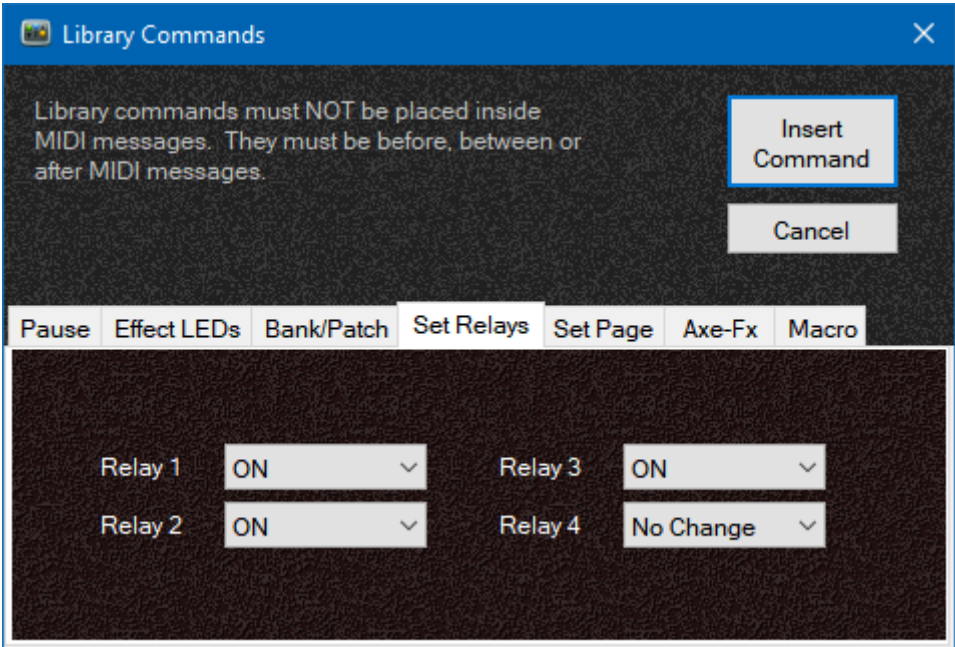 Library Commands
Library commands must NOT be placed inside
MIDI messages.  They must be before, between or
after MIDI messages.
Insert
Command
Cancel
Pause Effect LEDs Bank/Patch Set Relays Set Page Axe-Fx Macro
Relay 1 ON Relay 3 ON
Relay 2 ON Relay 4 No Change